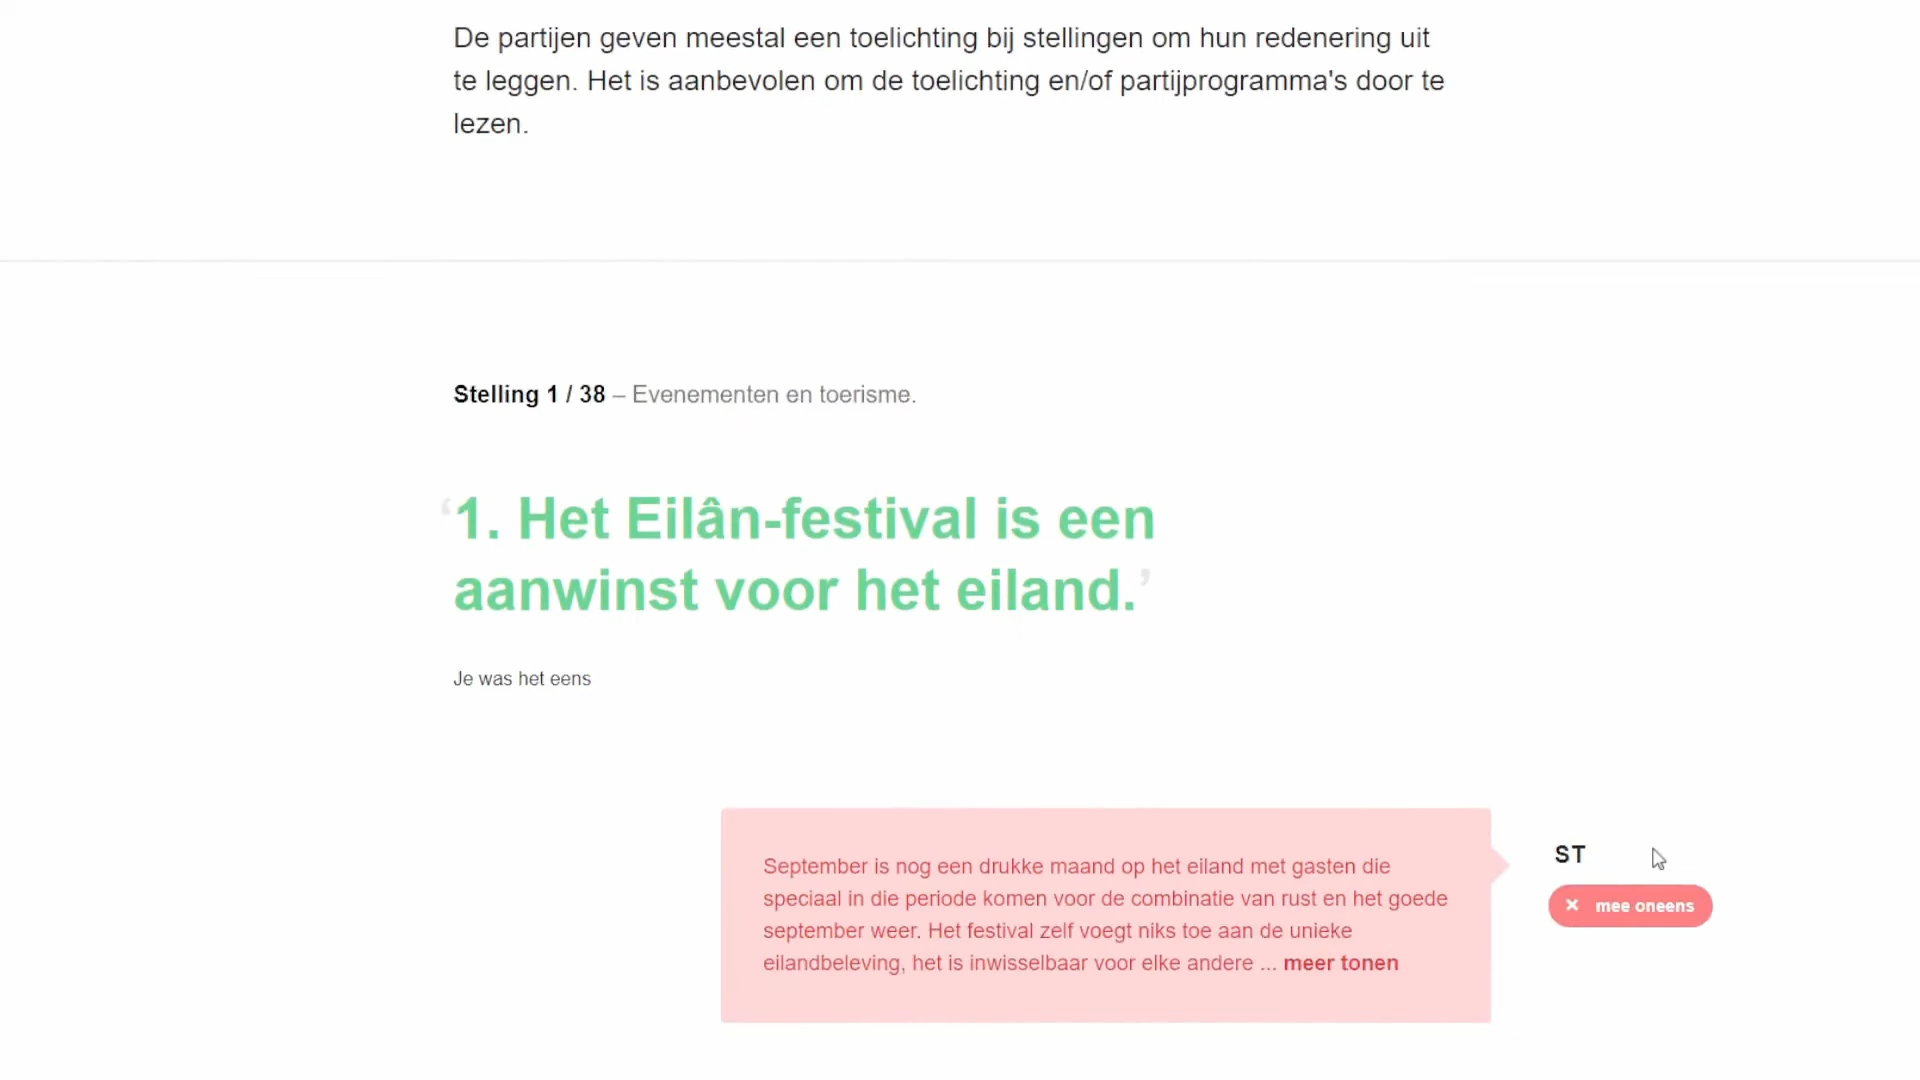 De partijen geven meestal een toelichting bij stellingen om hun redenering uit
te leggen. Het is aanbevolen om de toelichting en/of partijprogramma's door te
lezen.
Stelling 1 / 38 – Evenementen en toerisme.
‘1. Het Eilân-festival is een
aanwinst voor het eiland.’
Je was het eens
September is nog een drukke maand op het eiland met gasten die
speciaal in die periode komen voor de combinatie van rust en het goede
september weer. Het festival zelf voegt niks toe aan de unieke
eilandbeleving, het is inwisselbaar voor elke andere ... meer tonen
ST
× mee oneens